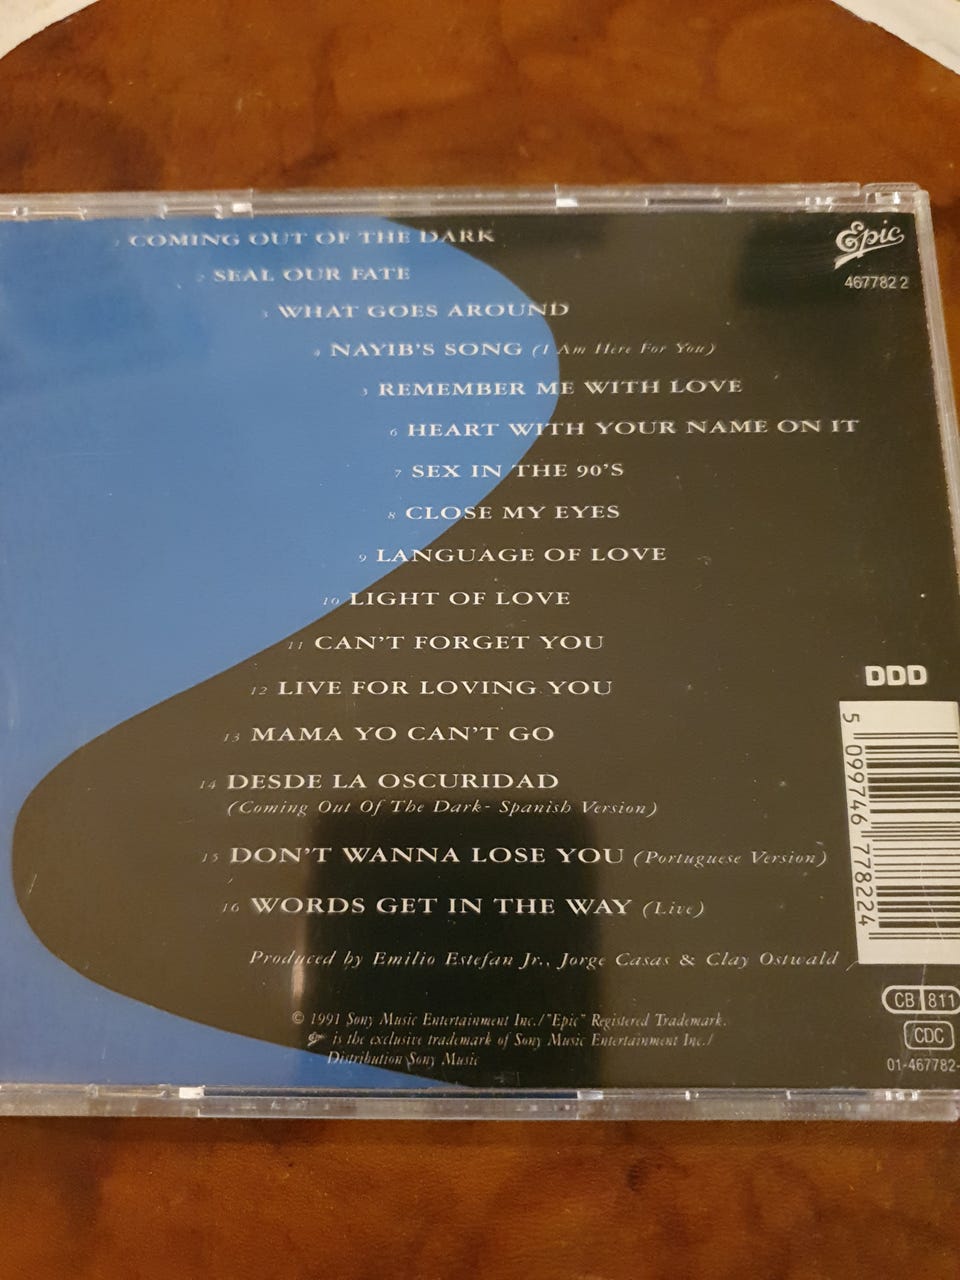 1 COMING OUT OF THE DARK
2 SEAL OUR FATE
3 WHAT GOES AROUND
4 NAYIB'S SONG (I Am Here For You)
5 REMEMBER ME WITH LOVE
6 HEART WITH YOUR NAME ON IT
7 SEX IN THE 90'S
8 CLOSE MY EYES
9 LANGUAGE OF LOVE
10 LIGHT OF LOVE
11 CAN'T FORGET YOU
12 LIVE FOR LOVING YOU
13 MAMA YO CAN'T GO
14 DESDE LA OSCURIDAD
(Coming Out Of The Dark- Spanish Version)
15 DON'T WANNA LOSE YOU (Portuguese Version)
16 WORDS GET IN THE WAY (Live)
Produced by Emilio Estefan Jr., Jorge Casas & Clay Ostwald
© 1991 Sony Music Entertainment Inc./"Epic" Registered Trademark.
Epic is the exclusive trademark of Sony Music Entertainment Inc./
Distribution Sony Music
Epic
467782 2
DDD
5 099746 778224
CB 811
CDC
01-467782-